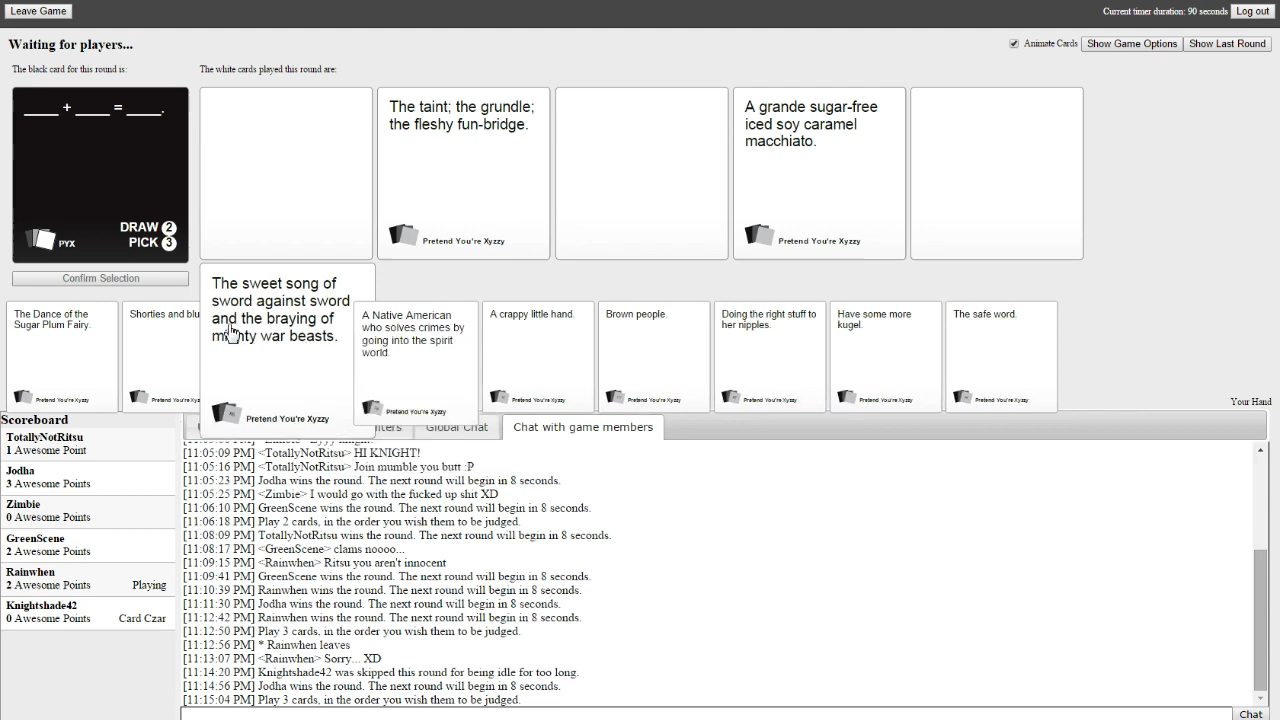 Leave Game
Current timer duration: 90 seconds Log out
Waiting for players...
Animate Cards Show Game Options Show Last Round
The black card for this round is:
The white cards played this round are:
____ + ____ = ____.
PYX
DRAW 2
PICK 3
The taint; the grundle;
the fleshy fun-bridge.
Pretend You're Xyzzy
A grande sugar-free
iced soy caramel
macchiato.
Pretend You're Xyzzy
Confirm Selection
The Dance of the
Sugar Plum Fairy.
Pretend You're Xyzzy
Shorties and blu
Pretend You're Xyzzy
The sweet song of
sword against sword
and the braying of
mighty war beasts.
Pretend You're Xyzzy
A Native American
who solves crimes by
going into the spirit
world.
Pretend You're Xyzzy
A crappy little hand.
Pretend You're Xyzzy
Brown people.
Pretend You're Xyzzy
Doing the right stuff to
her nipples.
Pretend You're Xyzzy
Have some more
kugel.
Pretend You're Xyzzy
The safe word.
Pretend You're Xyzzy
Your Hand
Scoreboard
TotallyNotRitsu
1 Awesome Point
Jodha
3 Awesome Points
Zimbie
0 Awesome Points
GreenScene
2 Awesome Points
Rainwhen
2 Awesome Points Playing
Knightshade42
0 Awesome Points Card Czar
Global Chat
Chat with game members
[11:05:09 PM] <TotallyNotRitsu> HI KNIGHT!
[11:05:16 PM] <TotallyNotRitsu> Join mumble you butt :P
[11:05:23 PM] Jodha wins the round. The next round will begin in 8 seconds.
[11:05:25 PM] <Zimbie> I would go with the fucked up shit XD
[11:06:10 PM] GreenScene wins the round. The next round will begin in 8 seconds.
[11:06:18 PM] Play 2 cards, in the order you wish them to be judged.
[11:08:09 PM] TotallyNotRitsu wins the round. The next round will begin in 8 seconds.
[11:08:17 PM] <GreenScene> clams noooo...
[11:09:15 PM] <Rainwhen> Ritsu you aren't innocent
[11:09:41 PM] GreenScene wins the round. The next round will begin in 8 seconds.
[11:10:39 PM] Rainwhen wins the round. The next round will begin in 8 seconds.
[11:11:30 PM] Jodha wins the round. The next round will begin in 8 seconds.
[11:12:42 PM] Rainwhen wins the round. The next round will begin in 8 seconds.
[11:12:50 PM] Play 3 cards, in the order you wish them to be judged.
[11:12:56 PM] * Rainwhen leaves
[11:13:07 PM] <Rainwhen> Sorry... XD
[11:14:20 PM] Knightshade42 was skipped this round for being idle for too long.
[11:14:56 PM] Jodha wins the round. The next round will begin in 8 seconds.
[11:15:04 PM] Play 3 cards, in the order you wish them to be judged.
Chat